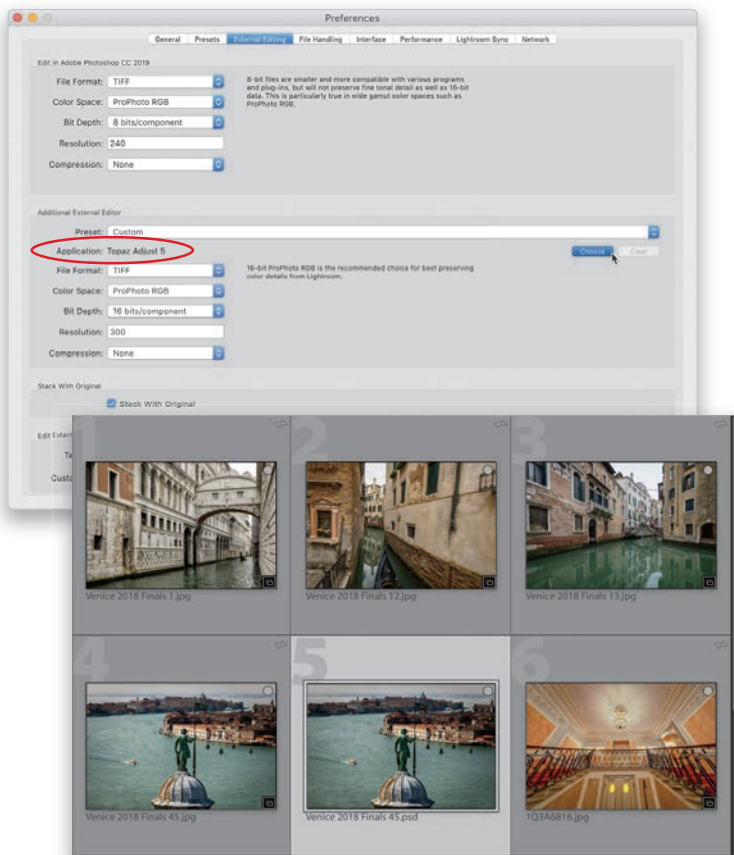 Preferences
General Presets External Editing File Handling Interface Performance Lightroom Sync Network
Edit in Adobe Photoshop CC 2019
File Format: TIFF
Color Space: ProPhoto RGB
Bit Depth: 8 bits/component
Resolution: 240
Compression: None
8-bit files are smaller and more compatible with various programs
and plug-ins, but will not preserve fine tonal detail as well as 16-bit
data. This is particularly true in wide gamut color spaces such as
ProPhoto RGB.
Additional External Editor
Preset: Custom
Application: Topaz Adjust 5
Choose Clear
File Format: TIFF
Color Space: ProPhoto RGB
Bit Depth: 16 bits/component
Resolution: 300
Compression: None
16-bit ProPhoto RGB is the recommended choice for best preserving
color details from Lightroom.
Stack With Original
Stack With Original
Edit Extern
Te
Custo
1 2 3
Venice 2018 Finals 1.jpg Venice 2018 Finals 12.jpg Venice 2018 Finals 13.jpg
4 5 6
Venice 2018 Finals 45.jpg Venice 2018 Finals 45.psd 1Q3A6816.jpg